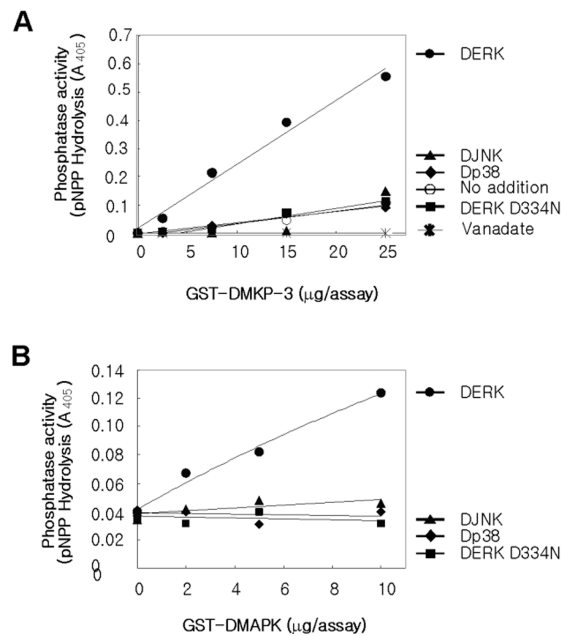 A
Phosphatase activity
(pNPP Hydrolysis (A 405)
0.7
0.6
0.5
0.4
0.3
0.2
0.1
0
0 5 10 15 20 25
GST-DMKP-3 (μg/assay)
DERK
DJNK
Dp38
No addition
DERK D334N
Vanadate
B
Phosphatase activity
(pNPP Hydrolysis (A 405)
0.14
0.12
0.10
0.08
0.06
0.04
0.02
0
0
0 2 4 6 8 10
GST-DMAPK (μg/assay)
DERK
DJNK
Dp38
DERK D334N